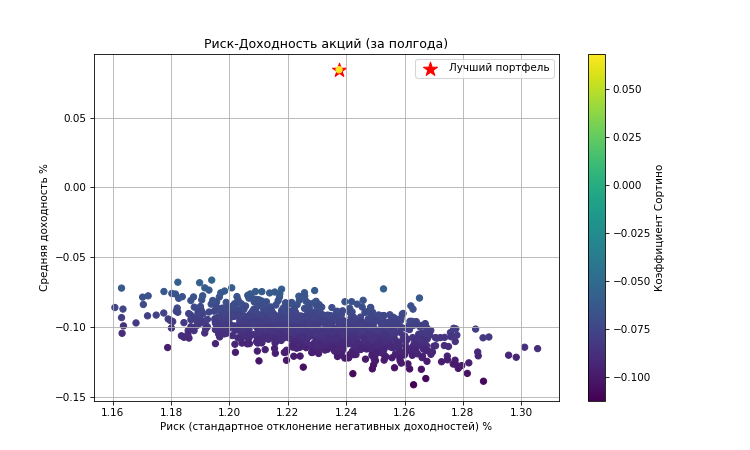 Риск-Доходность акций (за полгода)
Лучший портфель
Средняя доходность %
0.05
0.00
−0.05
−0.10
−0.15
1.16 1.18 1.20 1.22 1.24 1.26 1.28 1.30
Риск (стандартное отклонение негативных доходностей) %
0.050
0.025
0.000
−0.025
−0.050
−0.075
−0.100
Коэффициент Сортино